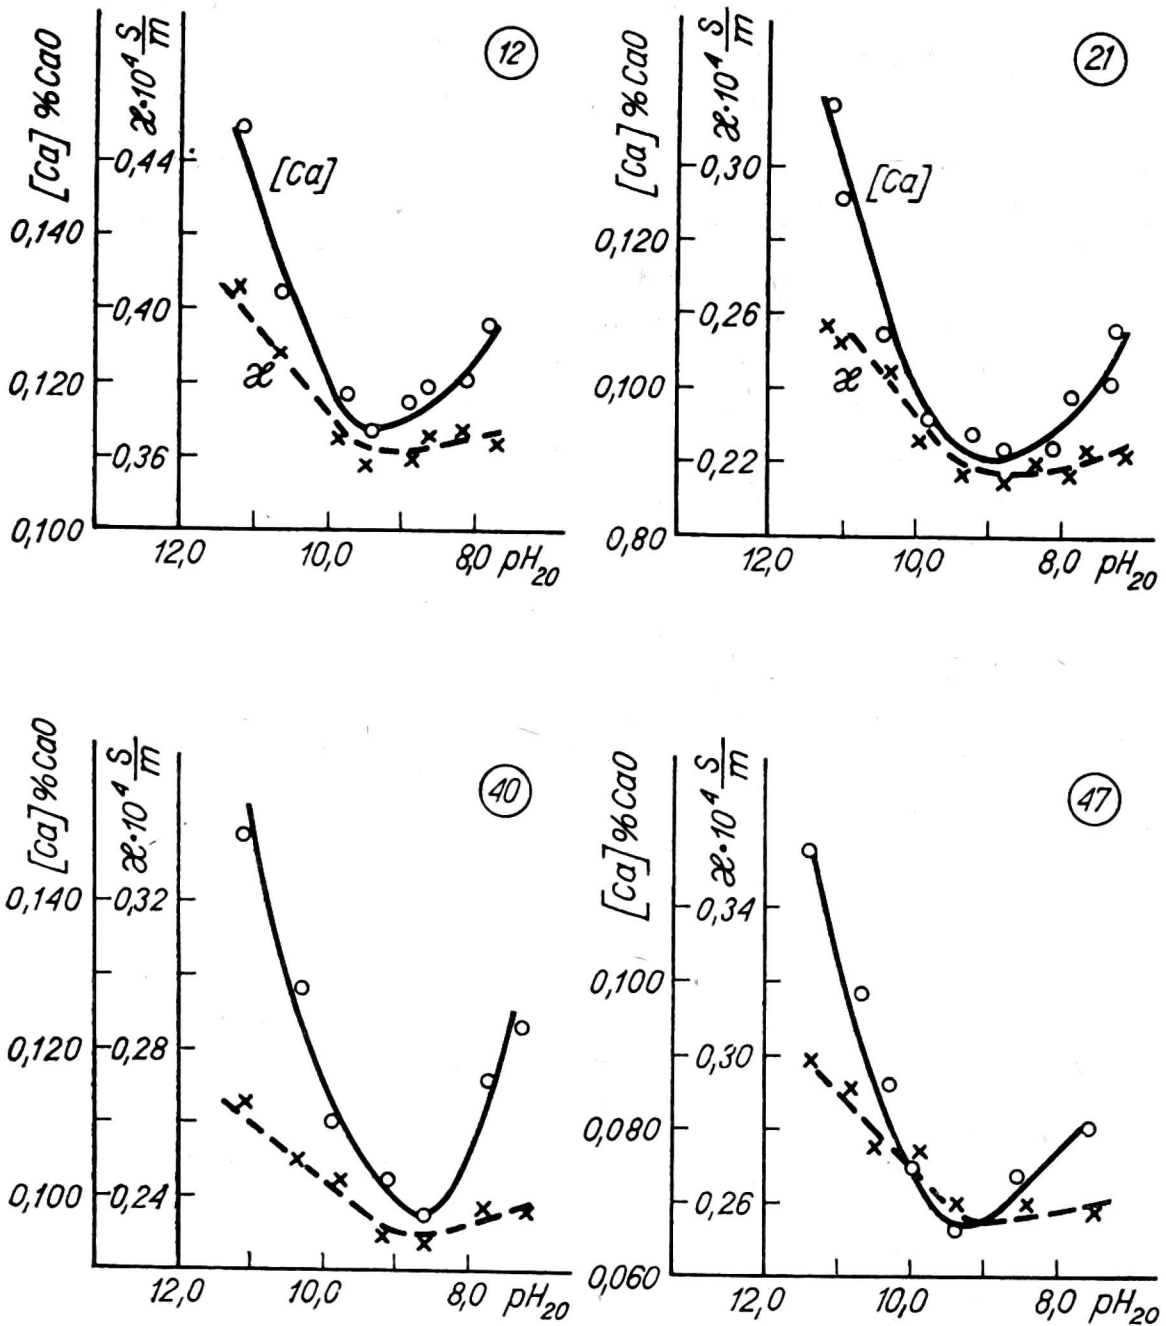 [Ca] %CaO
ϰ·10⁴ S/m
12
0,44
[Ca]
0,140
0,40
ϰ
0,120
0,36
0,100
12,0 10,0 8,0 pH₂₀
[Ca] %CaO
ϰ·10⁴ S/m
21
0,30
[Ca]
0,120
0,26
ϰ
0,100
0,22
0,80
12,0 10,0 8,0 pH₂₀
[Ca] %CaO
ϰ·10⁴ S/m
40
0,140 0,32
0,120 0,28
0,100 0,24
12,0 10,0 8,0 pH₂₀
[Ca] %CaO
ϰ·10⁴ S/m
47
0,34
0,100
0,30
0,080
0,26
0,060
12,0 10,0 8,0 pH₂₀